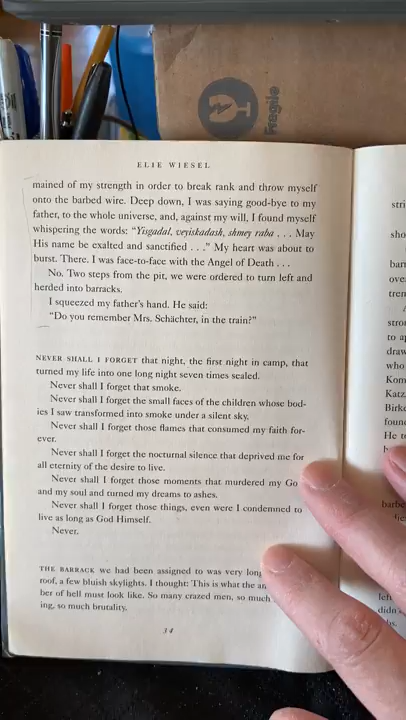 Fragile
ELIE WIESEL
mained of my strength in order to break rank and throw myself
onto the barbed wire. Deep down, I was saying good-bye to my
father, to the whole universe, and, against my will, I found myself
whispering the words: "Yisgadal, veyiskadash, shmey raba . . . May
His name be exalted and sanctified . . ." My heart was about to
burst. There. I was face-to-face with the Angel of Death . . .
No. Two steps from the pit, we were ordered to turn left and
herded into barracks.
I squeezed my father's hand. He said:
"Do you remember Mrs. Schächter, in the train?"
NEVER SHALL I FORGET that night, the first night in camp, that
turned my life into one long night seven times sealed.
Never shall I forget that smoke.
Never shall I forget the small faces of the children whose bod-
ies I saw transformed into smoke under a silent sky.
Never shall I forget those flames that consumed my faith for-
ever.
Never shall I forget the nocturnal silence that deprived me for
all eternity of the desire to live.
Never shall I forget those moments that murdered my Go
and my soul and turned my dreams to ashes.
Never shall I forget those things, even were I condemned to
live as long as God Himself.
Never.
THE BARRACK we had been assigned to was very long
roof, a few bluish skylights. I thought: This is what the an
ber of hell must look like. So many crazed men, so much
ing, so much brutality.
34
stri
sho
bar
ove
tren
stro
to a
draw
who
Kom
Katz
Birke
foun
He t
barbe
left
didn